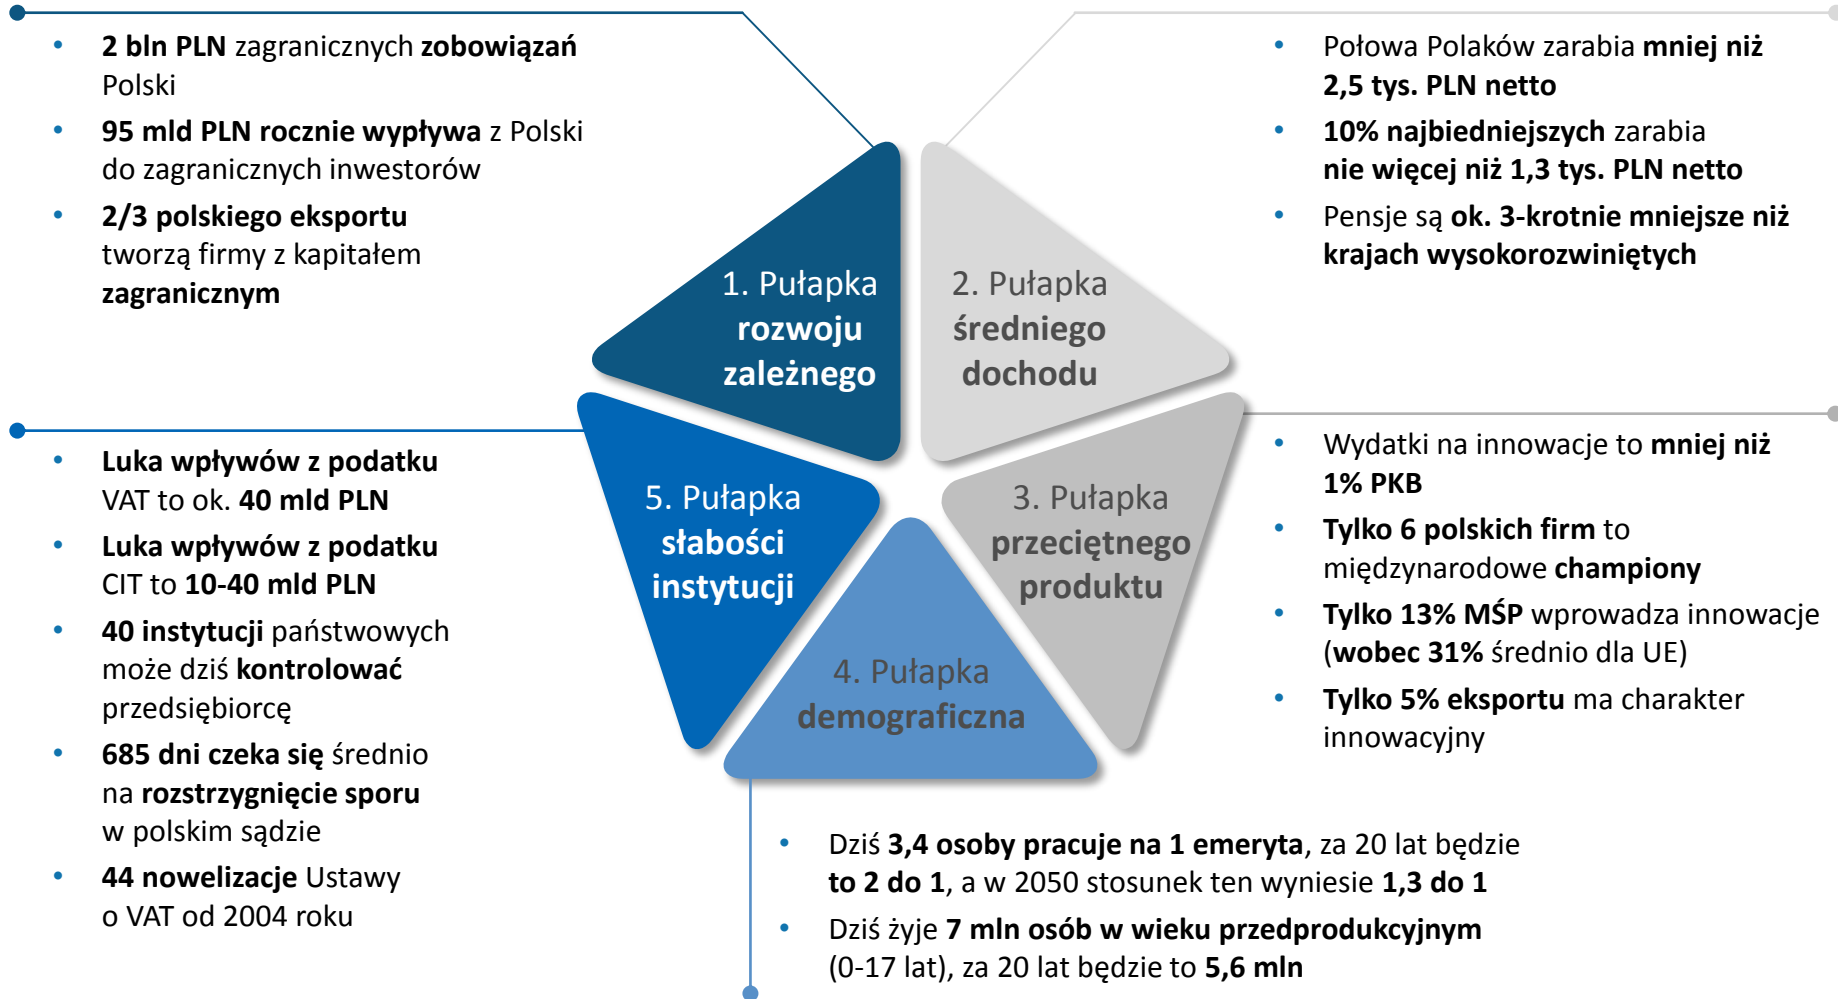 • 2 bln PLN zagranicznych zobowiązań
Polski
• 95 mld PLN rocznie wypływa z Polski
do zagranicznych inwestorów
• 2/3 polskiego eksportu
tworzą firmy z kapitałem
zagranicznym
• Połowa Polaków zarabia mniej niż
2,5 tys. PLN netto
• 10% najbiedniejszych zarabia
nie więcej niż 1,3 tys. PLN netto
• Pensje są ok. 3-krotnie mniejsze niż
krajach wysokorozwiniętych
1. Pułapka
rozwoju
zależnego
2. Pułapka
średniego
dochodu
3. Pułapka
przeciętnego
produktu
4. Pułapka
demograficzna
5. Pułapka
słabości
instytucji
• Luka wpływów z podatku
VAT to ok. 40 mld PLN
• Luka wpływów z podatku
CIT to 10-40 mld PLN
• 40 instytucji państwowych
może dziś kontrolować
przedsiębiorcę
• 685 dni czeka się średnio
na rozstrzygnięcie sporu
w polskim sądzie
• 44 nowelizacje Ustawy
o VAT od 2004 roku
• Wydatki na innowacje to mniej niż
1% PKB
• Tylko 6 polskich firm to
międzynarodowe championy
• Tylko 13% MŚP wprowadza innowacje
(wobec 31% średnio dla UE)
• Tylko 5% eksportu ma charakter
innowacyjny
• Dziś 3,4 osoby pracuje na 1 emeryta, za 20 lat będzie
to 2 do 1, a w 2050 stosunek ten wyniesie 1,3 do 1
• Dziś żyje 7 mln osób w wieku przedprodukcyjnym
(0-17 lat), za 20 lat będzie to 5,6 mln